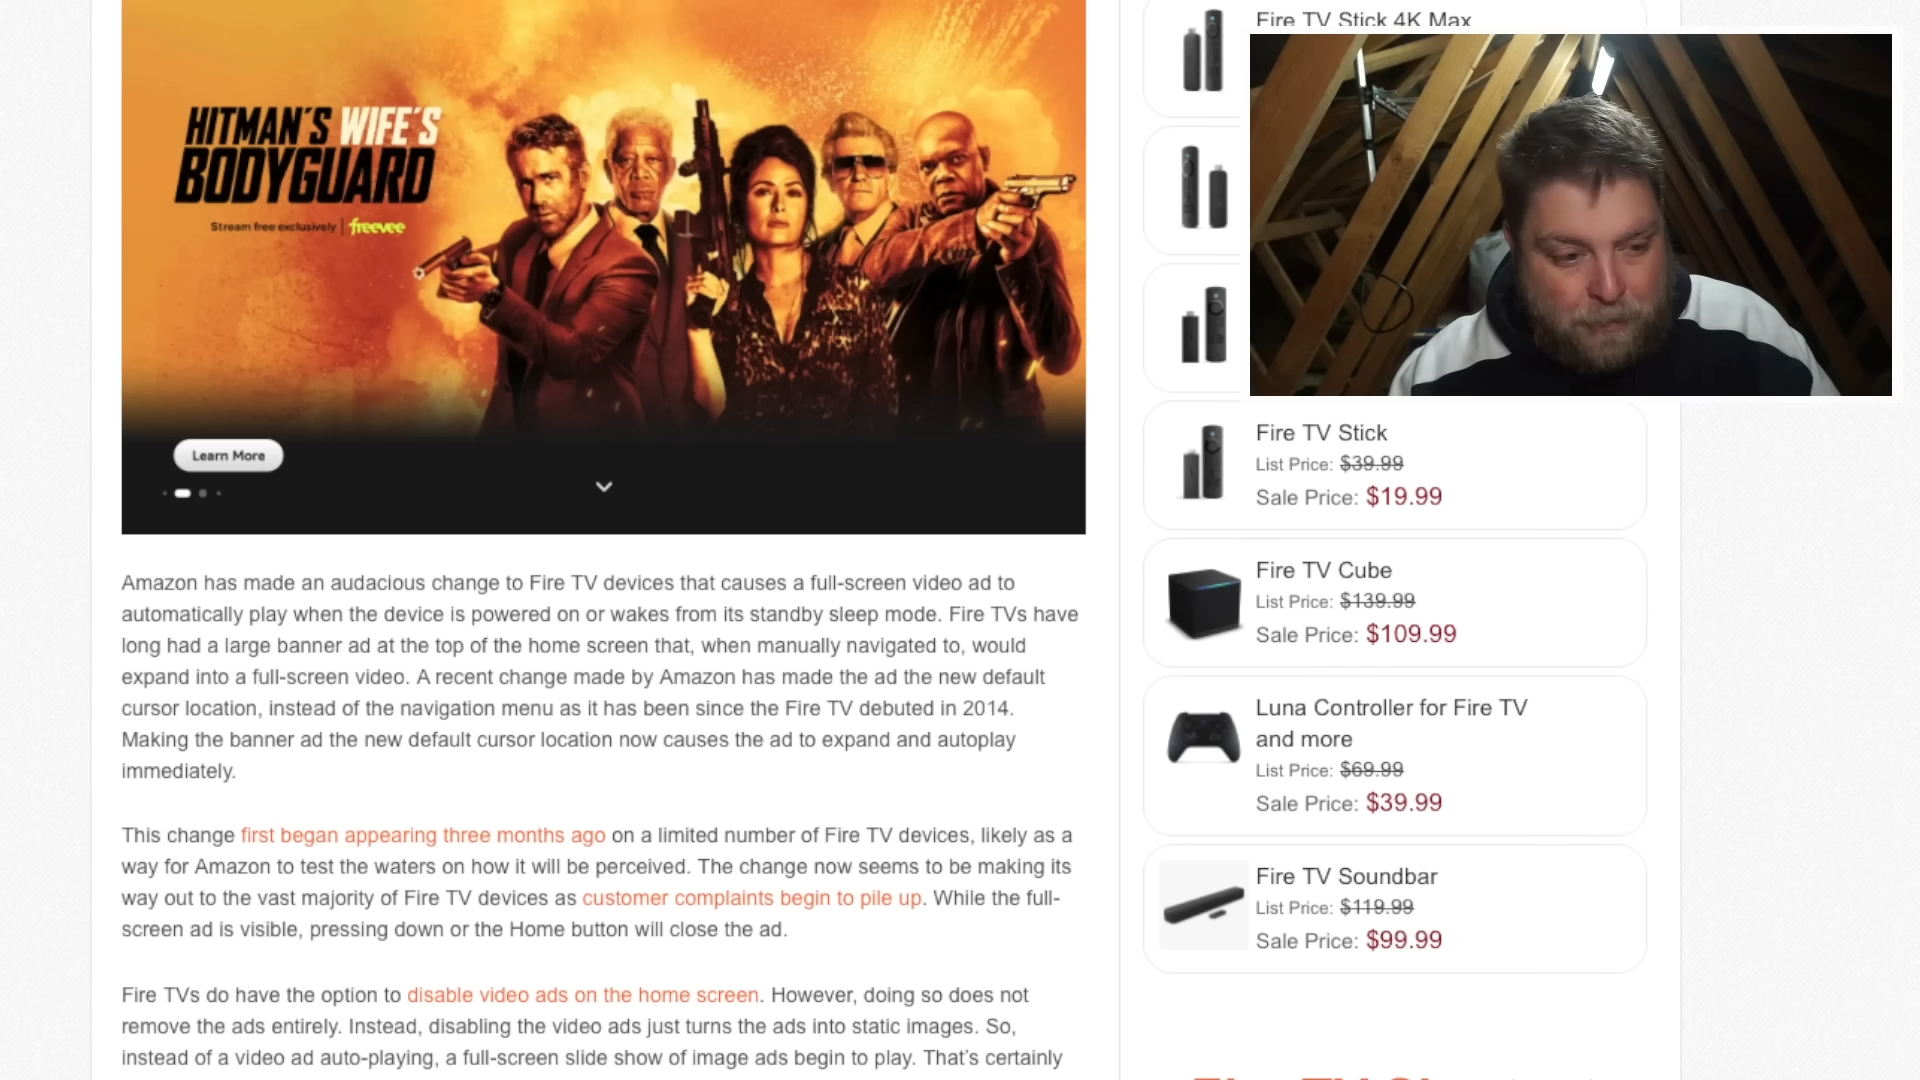 HITMAN'S WIFE'S
BODYGUARD
Stream free exclusively | freevee
Learn More
Amazon has made an audacious change to Fire TV devices that causes a full-screen video ad to
automatically play when the device is powered on or wakes from its standby sleep mode. Fire TVs have
long had a large banner ad at the top of the home screen that, when manually navigated to, would
expand into a full-screen video. A recent change made by Amazon has made the ad the new default
cursor location, instead of the navigation menu as it has been since the Fire TV debuted in 2014.
Making the banner ad the new default cursor location now causes the ad to expand and autoplay
immediately.
This change first began appearing three months ago on a limited number of Fire TV devices, likely as a
way for Amazon to test the waters on how it will be perceived. The change now seems to be making its
way out to the vast majority of Fire TV devices as customer complaints begin to pile up. While the full-
screen ad is visible, pressing down or the Home button will close the ad.
Fire TVs do have the option to disable video ads on the home screen. However, doing so does not
remove the ads entirely. Instead, disabling the video ads just turns the ads into static images. So,
instead of a video ad auto-playing, a full-screen slide show of image ads begin to play. That's certainly
Fire TV Stick 4K Max
Fire TV Stick
List Price: $39.99
Sale Price: $19.99
Fire TV Cube
List Price: $139.99
Sale Price: $109.99
Luna Controller for Fire TV
and more
List Price: $69.99
Sale Price: $39.99
Fire TV Soundbar
List Price: $119.99
Sale Price: $99.99